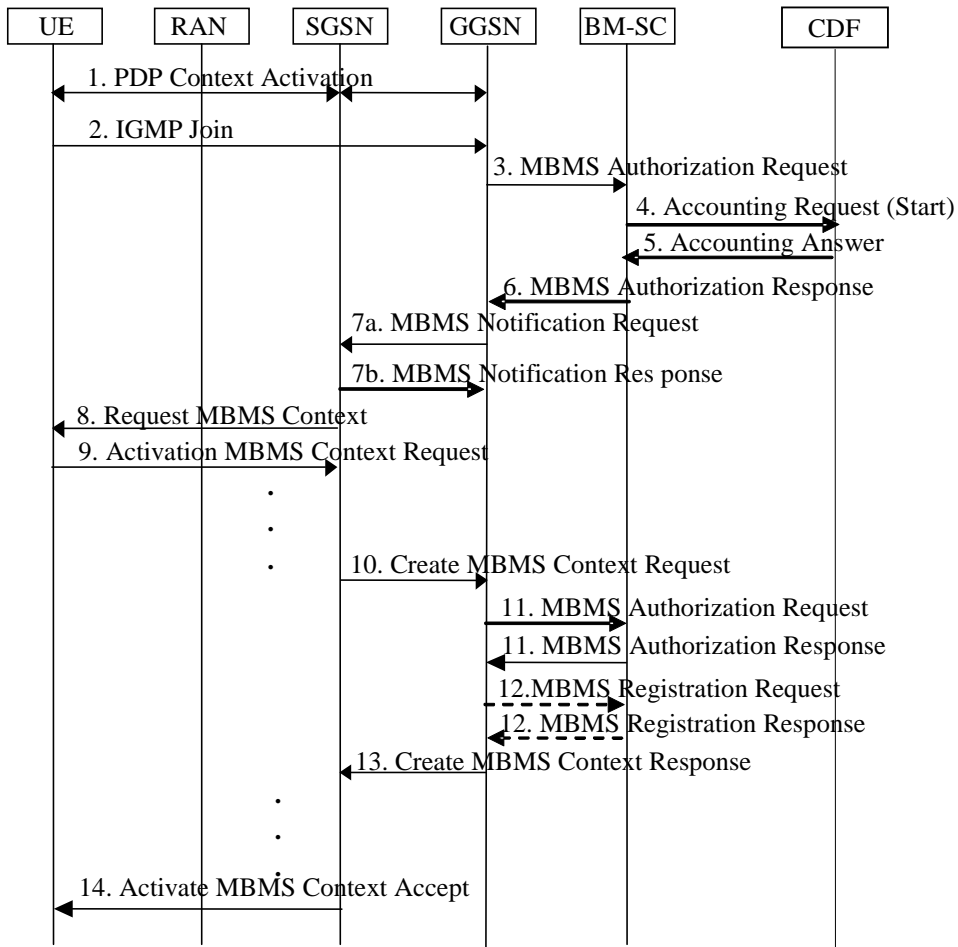 UE RAN SGSN GGSN BM-SC CDF
1. PDP Context Activation
2. IGMP Join
3. MBMS Authorization Request
4. Accounting Request (Start)
5. Accounting Answer
6. MBMS Authorization Response
7a. MBMS Notification Request
7b. MBMS Notification Res ponse
8. Request MBMS Context
9. Activation MBMS Context Request
10. Create MBMS Context Request
11. MBMS Authorization Request
11. MBMS Authorization Response
12.MBMS Registration Request
12. MBMS Registration Response
13. Create MBMS Context Response
14. Activate MBMS Context Accept